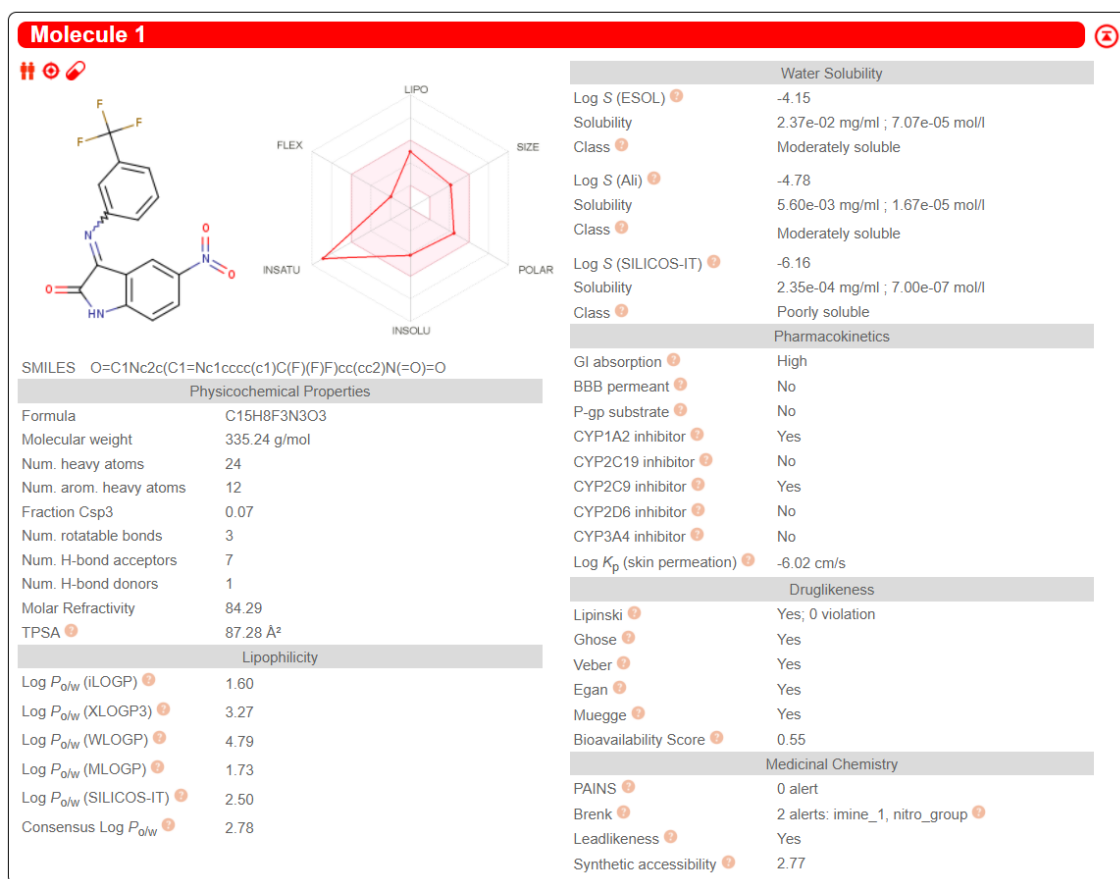 Molecule 1
LIPO
FLEX
SIZE
INSATU
POLAR
INSOLU
F
F
F
N
O
N
O
O
HN
SMILES O=C1Nc2c(C1=Nc1cccc(c1)C(F)(F)F)cc(cc2)N(=O)=O
Physicochemical Properties
Formula C15H8F3N3O3
Molecular weight 335.24 g/mol
Num. heavy atoms 24
Num. arom. heavy atoms 12
Fraction Csp3 0.07
Num. rotatable bonds 3
Num. H-bond acceptors 7
Num. H-bond donors 1
Molar Refractivity 84.29
TPSA ? 87.28 Å²
Lipophilicity
Log Po/w (iLOGP) ? 1.60
Log Po/w (XLOGP3) ? 3.27
Log Po/w (WLOGP) ? 4.79
Log Po/w (MLOGP) ? 1.73
Log Po/w (SILICOS-IT) ? 2.50
Consensus Log Po/w ? 2.78
Water Solubility
Log S (ESOL) ? -4.15
Solubility 2.37e-02 mg/ml ; 7.07e-05 mol/l
Class ? Moderately soluble
Log S (Ali) ? -4.78
Solubility 5.60e-03 mg/ml ; 1.67e-05 mol/l
Class ? Moderately soluble
Log S (SILICOS-IT) ? -6.16
Solubility 2.35e-04 mg/ml ; 7.00e-07 mol/l
Class ? Poorly soluble
Pharmacokinetics
GI absorption ? High
BBB permeant ? No
P-gp substrate ? No
CYP1A2 inhibitor ? Yes
CYP2C19 inhibitor ? No
CYP2C9 inhibitor ? Yes
CYP2D6 inhibitor ? No
CYP3A4 inhibitor ? No
Log Kp (skin permeation) ? -6.02 cm/s
Druglikeness
Lipinski ? Yes; 0 violation
Ghose ? Yes
Veber ? Yes
Egan ? Yes
Muegge ? Yes
Bioavailability Score ? 0.55
Medicinal Chemistry
PAINS ? 0 alert
Brenk ? 2 alerts: imine_1, nitro_group ?
Leadlikeness ? Yes
Synthetic accessibility ? 2.77